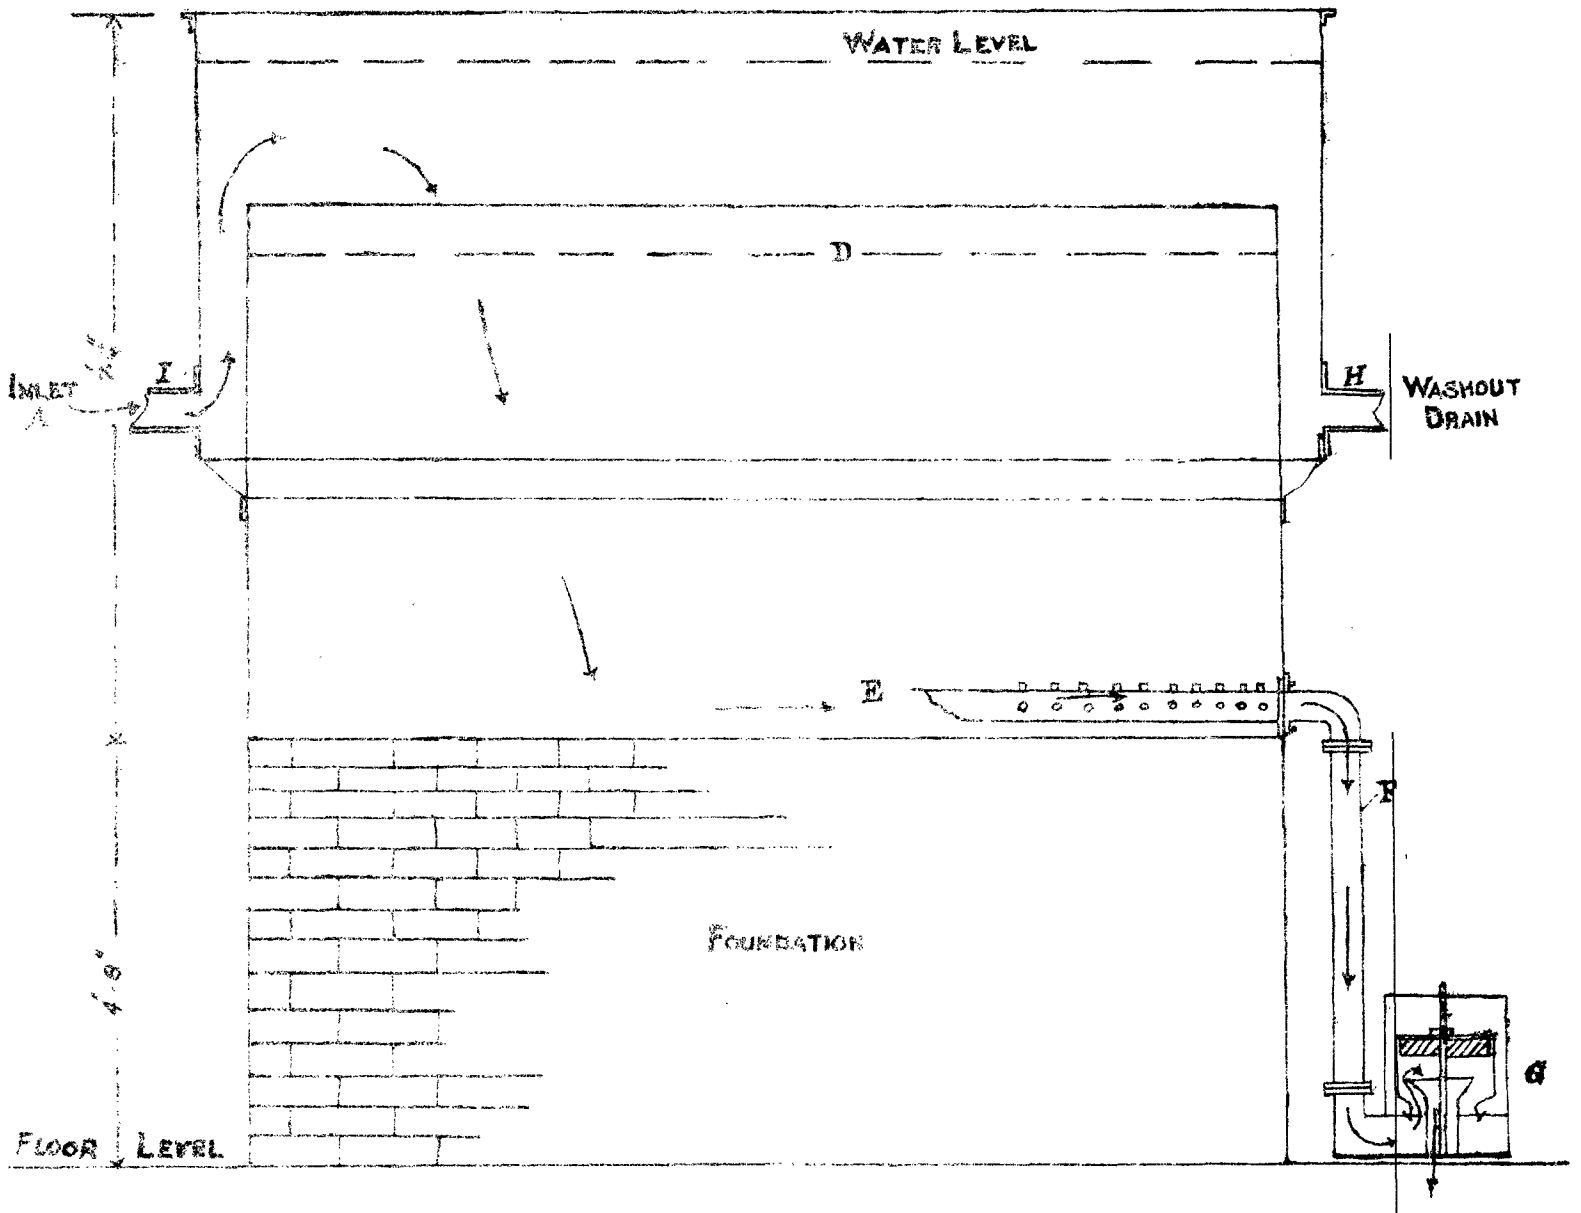 WATER LEVEL
D
I
INLET
A
H
WASHOUT
DRAIN
E
F
4'-8"
FOUNDATION
G
FLOOR LEVEL